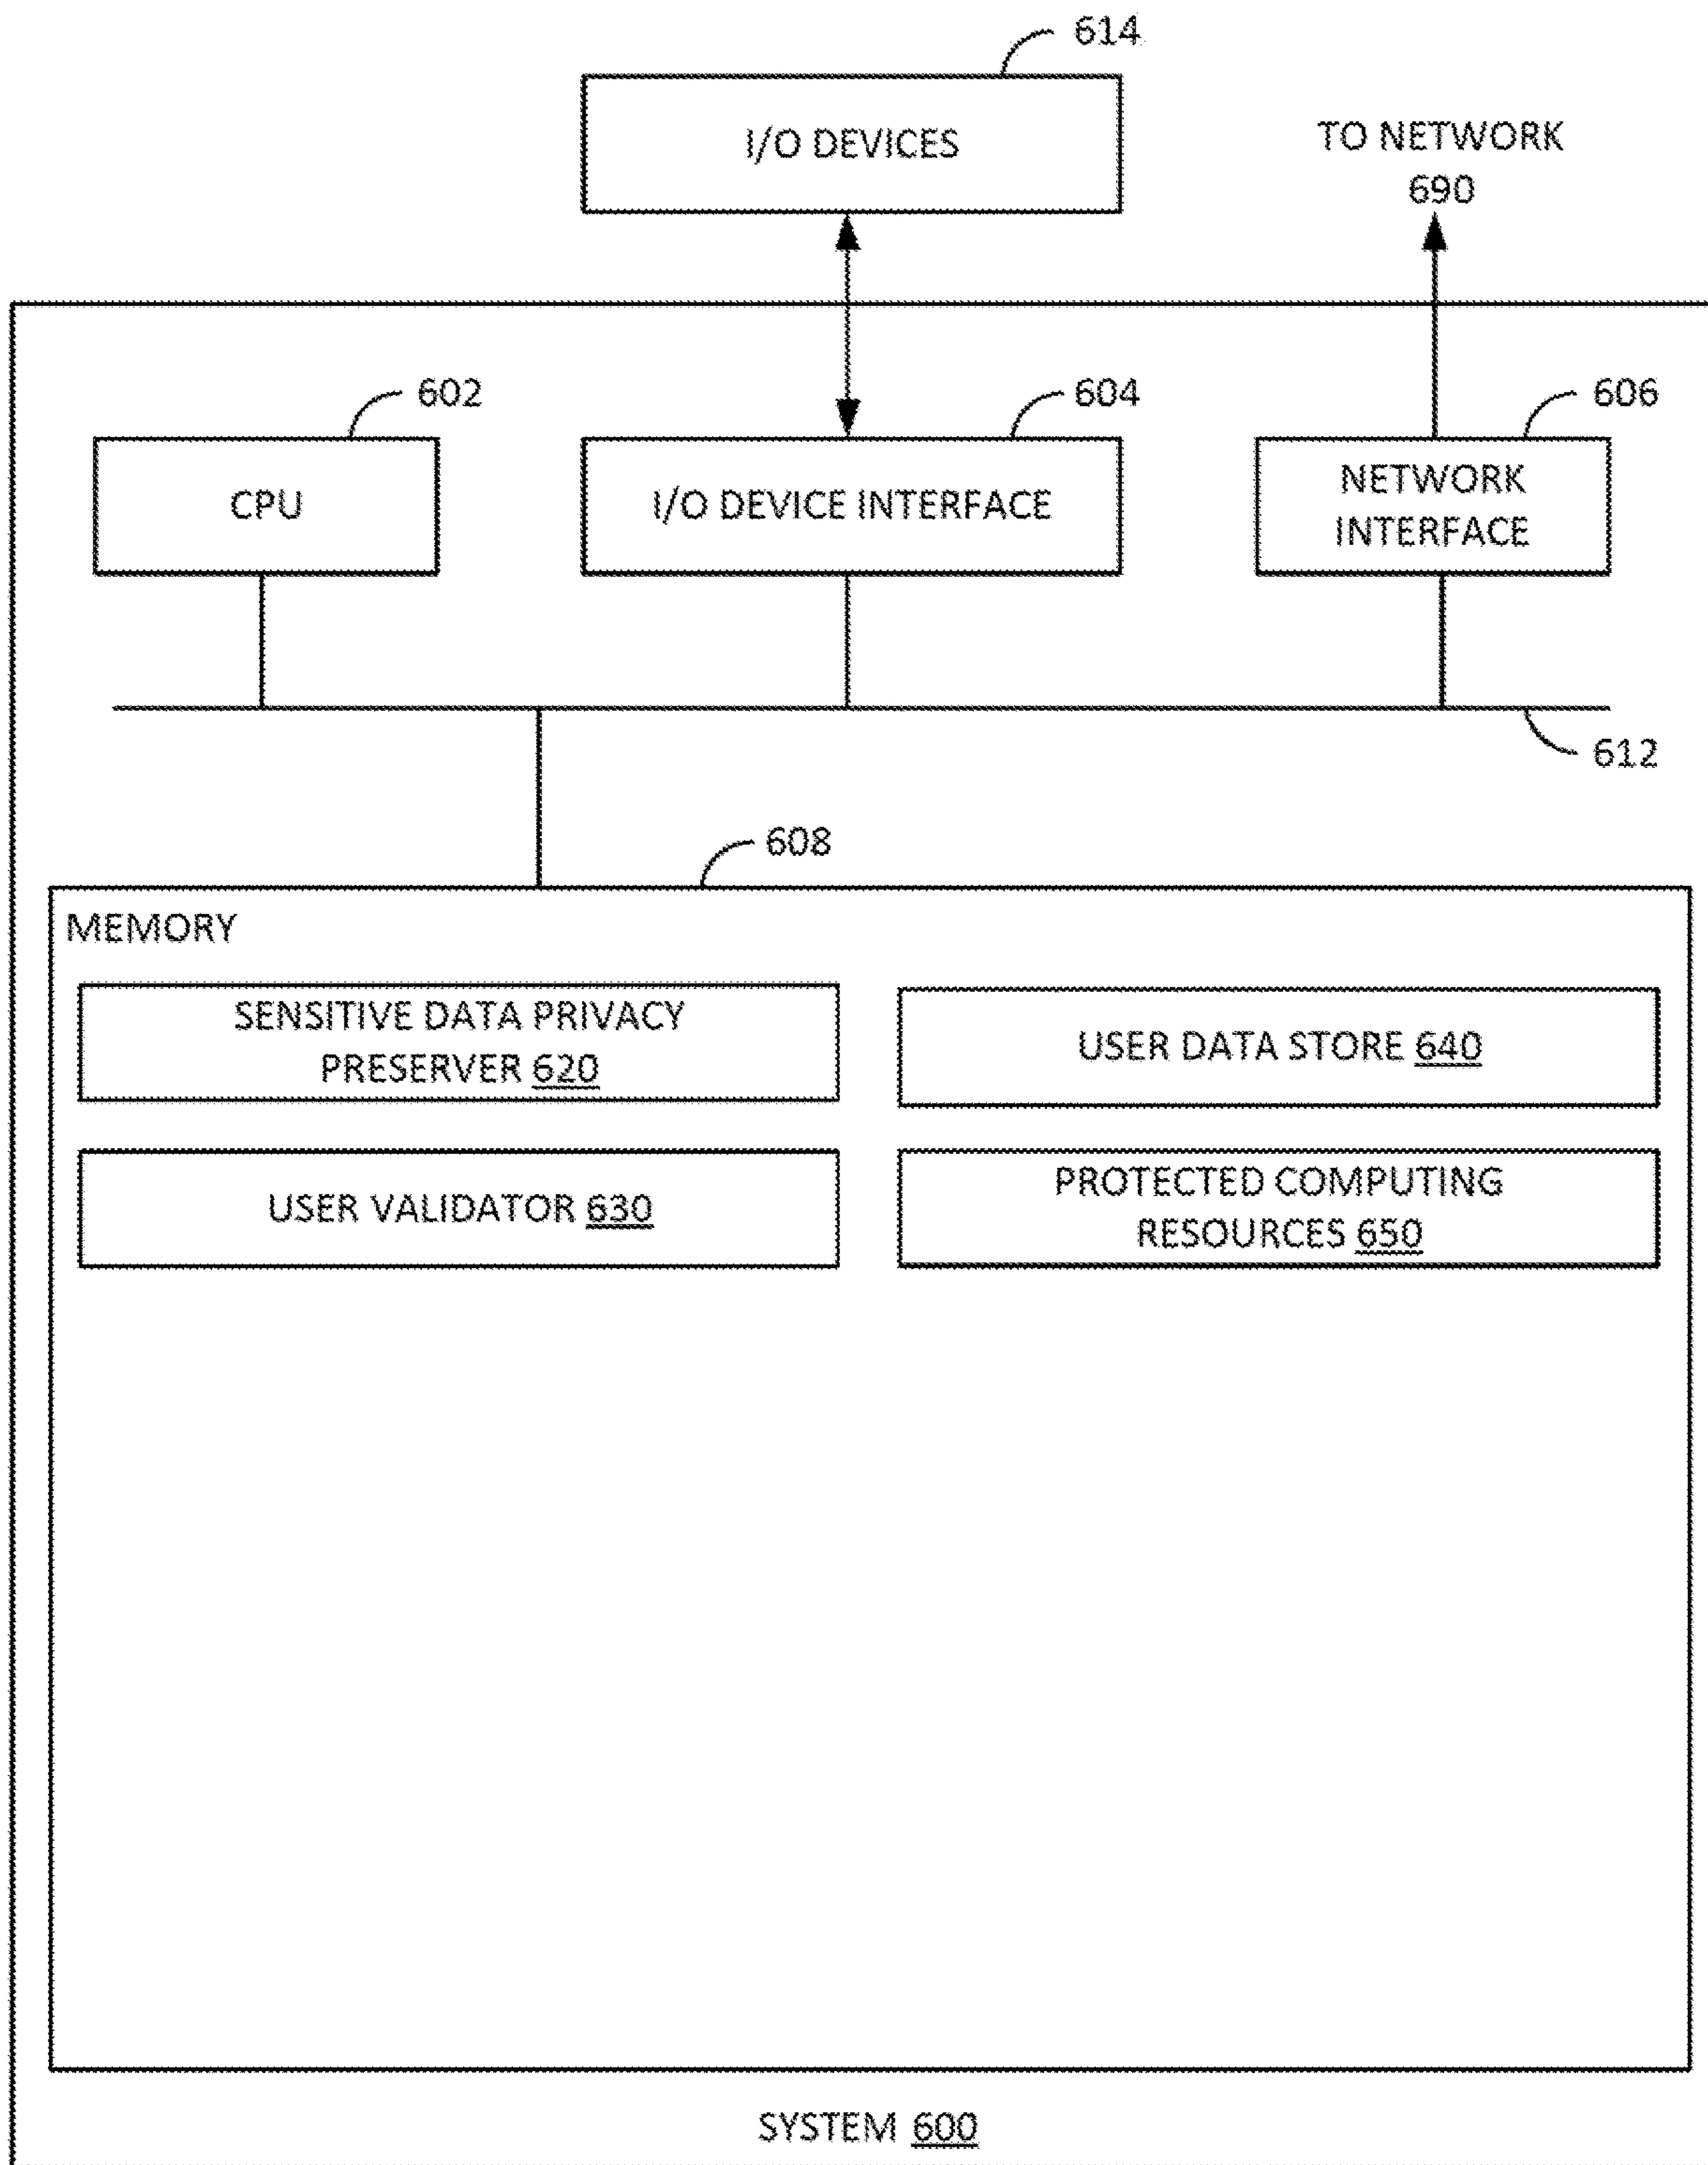 614
I/O DEVICES
TO NETWORK
690
602
604
606
CPU
I/O DEVICE INTERFACE
NETWORK
INTERFACE
612
608
MEMORY
SENSITIVE DATA PRIVACY
PRESERVER 620
USER DATA STORE 640
USER VALIDATOR 630
PROTECTED COMPUTING
RESOURCES 650
SYSTEM 600